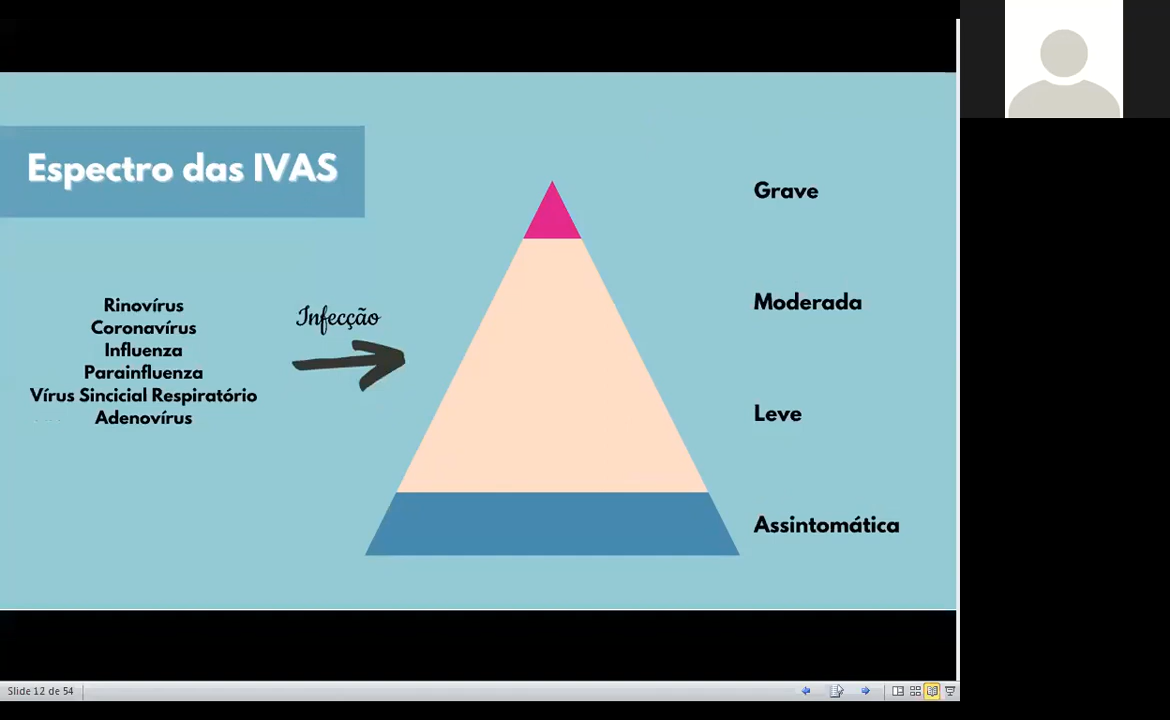 Espectro das IVAS
Rinovírus
Coronavírus
Influenza
Parainfluenza
Vírus Sincicial Respiratório
Adenovírus
Infecção
Grave
Moderada
Leve
Assintomática
Slide 12 de 54